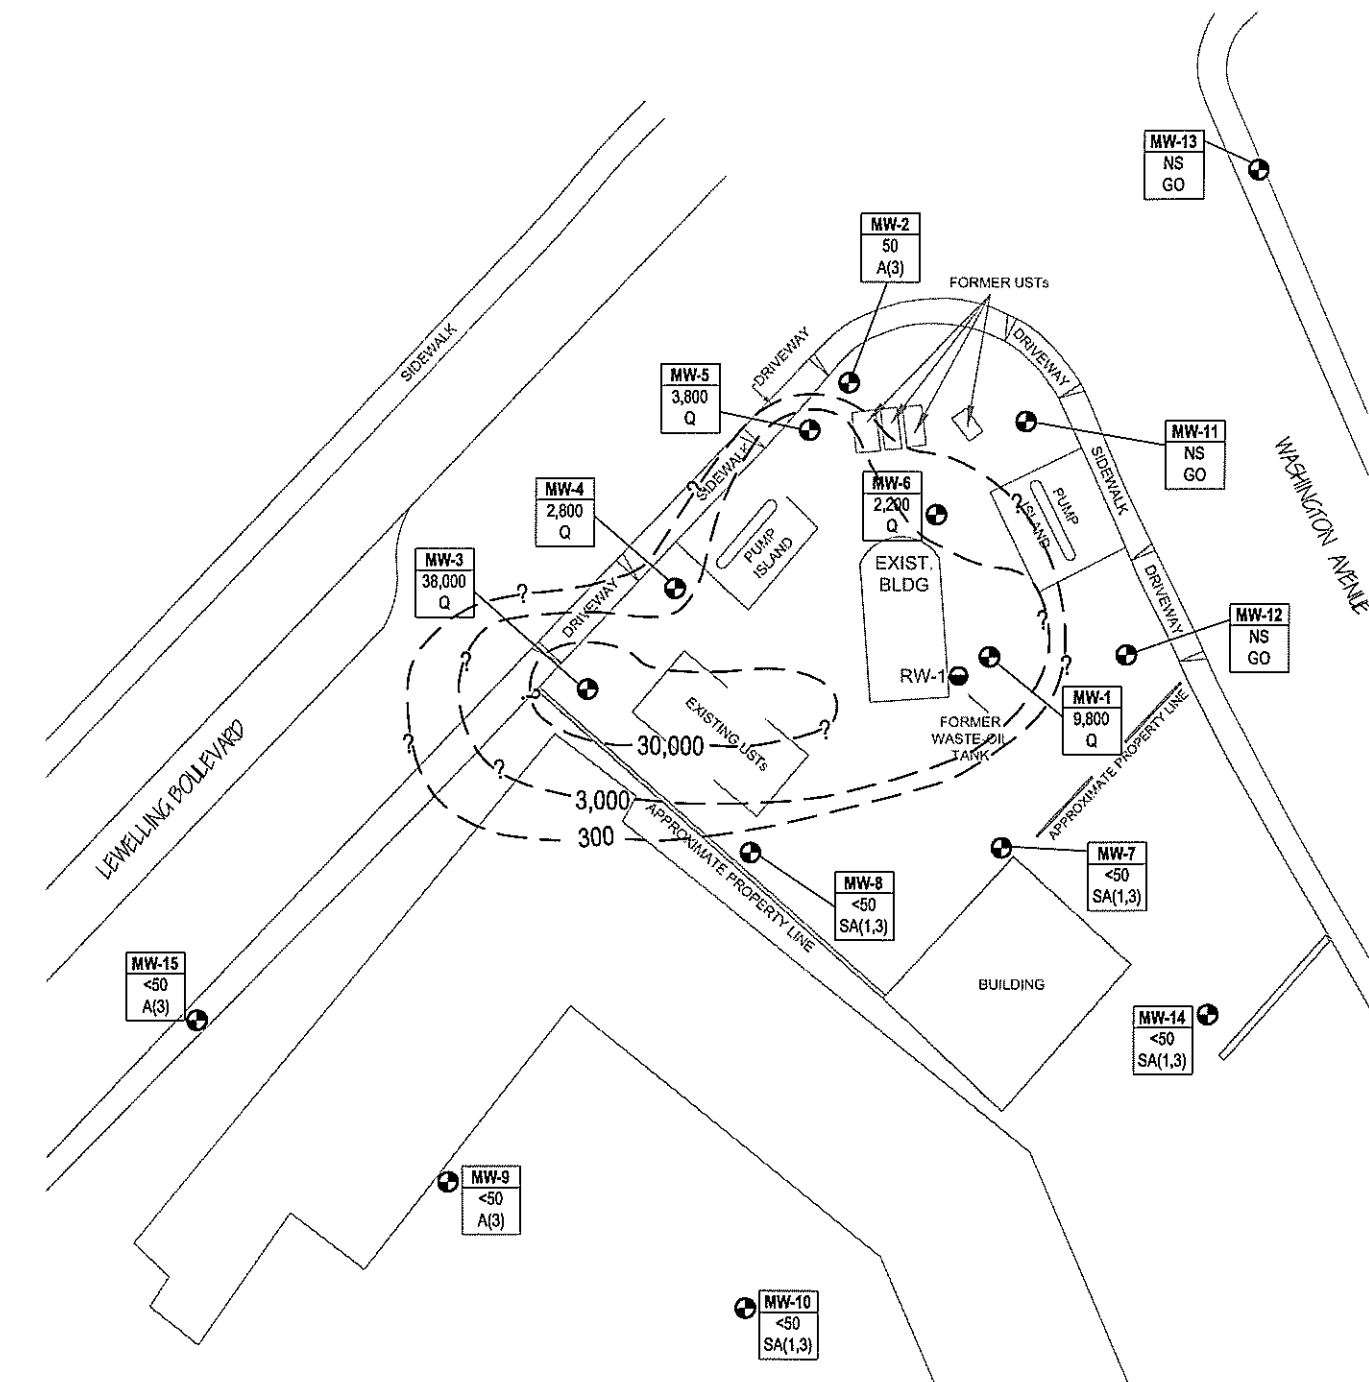 MW-13
NS
GO
MW-2
50
A(3)
FORMER USTs
SIDEWALK
DRIVEWAY
DRIVEWAY
MW-5
3,800
Q
MW-11
NS
GO
SIDEWALK
SIDEWALK
WASHINGTON AVENUE
MW-4
2,800
Q
?
MW-6
2,200
Q
?
PUMP
ISLAND
PUMP
ISLAND
MW-3
38,000
Q
EXIST.
BLDG
DRIVEWAY
DRIVEWAY
?
?
MW-12
NS
GO
?
?
RW-1
MW-1
9,800
Q
?
EXISTING USTs
FORMER
WASTE-OIL
TANK
APPROXIMATE PROPERTY LINE
?
?
30,000
LEWELLING BOULEVARD
?
3,000
300
APPROXIMATE PROPERTY LINE
MW-7
<50
SA(1,3)
MW-8
<50
SA(1,3)
MW-15
<50
A(3)
BUILDING
MW-14
<50
SA(1,3)
MW-9
<50
A(3)
MW-10
<50
SA(1,3)